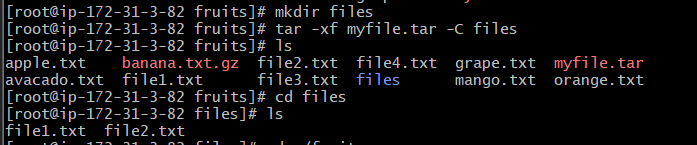 [root@ip-172-31-3-82 fruits]# mkdir files
[root@ip-172-31-3-82 fruits]# tar -xf myfile.tar -C files
[root@ip-172-31-3-82 fruits]# ls
apple.txt banana.txt.gz file2.txt file4.txt grape.txt myfile.tar
avacado.txt file1.txt file3.txt files mango.txt orange.txt
[root@ip-172-31-3-82 fruits]# cd files
[root@ip-172-31-3-82 files]# ls
file1.txt file2.txt